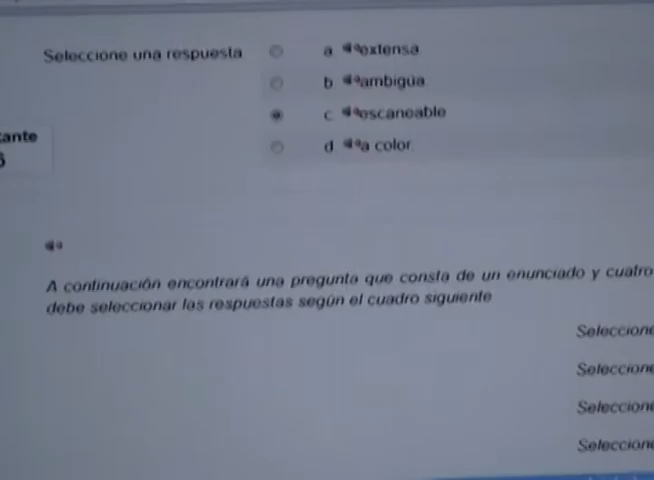 Seleccione una respuesta
a extensa
b ambigua
c escaneable
d a color
tante
A continuación encontrará una pregunta que consta de un enunciado y cuatro
debe seleccionar las respuestas según el cuadro siguiente
Seleccione
Seleccione
Seleccione
Seleccione